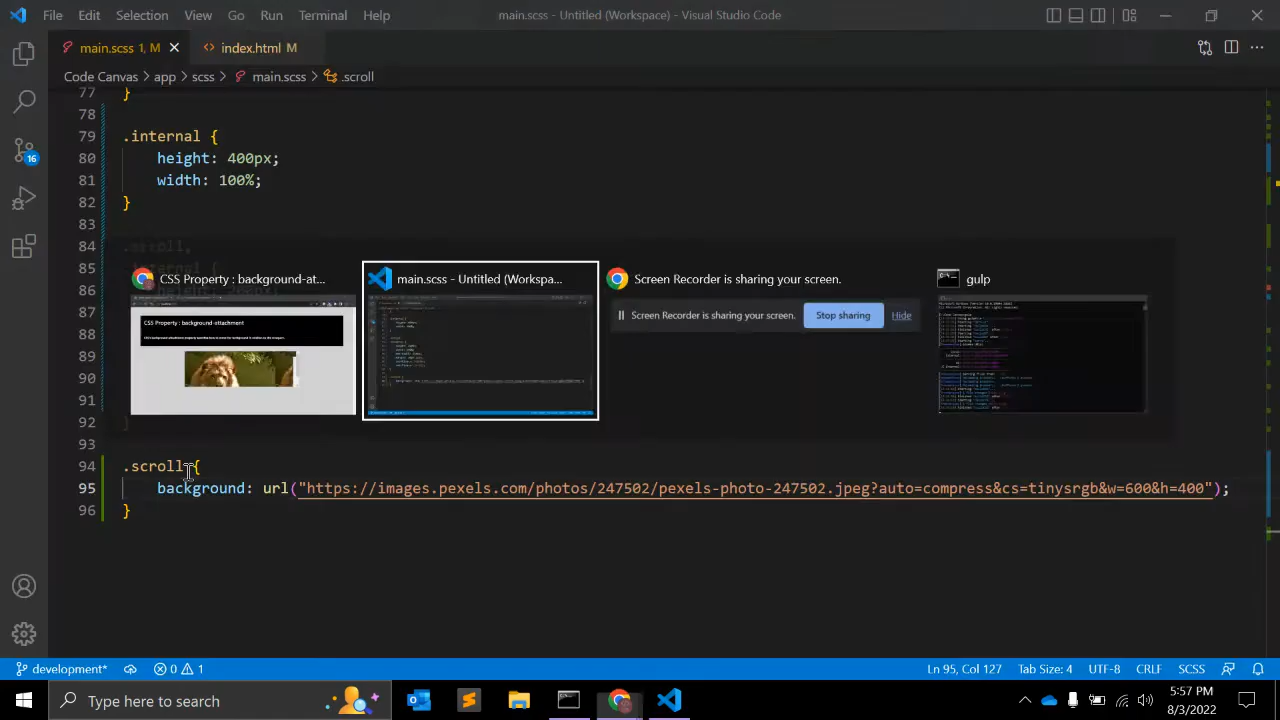 File Edit Selection View Go Run Terminal Help
main.scss - Untitled (Workspace) - Visual Studio Code
main.scss 1, M
index.html M
Code Canvas > app > scss > main.scss > .scroll
77 }
78
79 .internal {
80 height: 400px;
81 width: 100%;
82 }
83
84 .scroll,
85 .internal {
86
87
88
89
90
91
92 }
93
94 .scroll {
95 background: url("https://images.pexels.com/photos/247502/pexels-photo-247502.jpeg?auto=compress&cs=tinysrgb&w=600&h=400");
96 }
CSS Property : background-at...
CSS Property : background-attachment
main.scss - Untitled (Workspa...
Screen Recorder is sharing your screen.
Screen Recorder is sharing your screen.
Stop sharing
Hide
gulp
16
development*
0 1
Ln 95, Col 127
Tab Size: 4
UTF-8
CRLF
SCSS
Type here to search
5:57 PM
8/3/2022